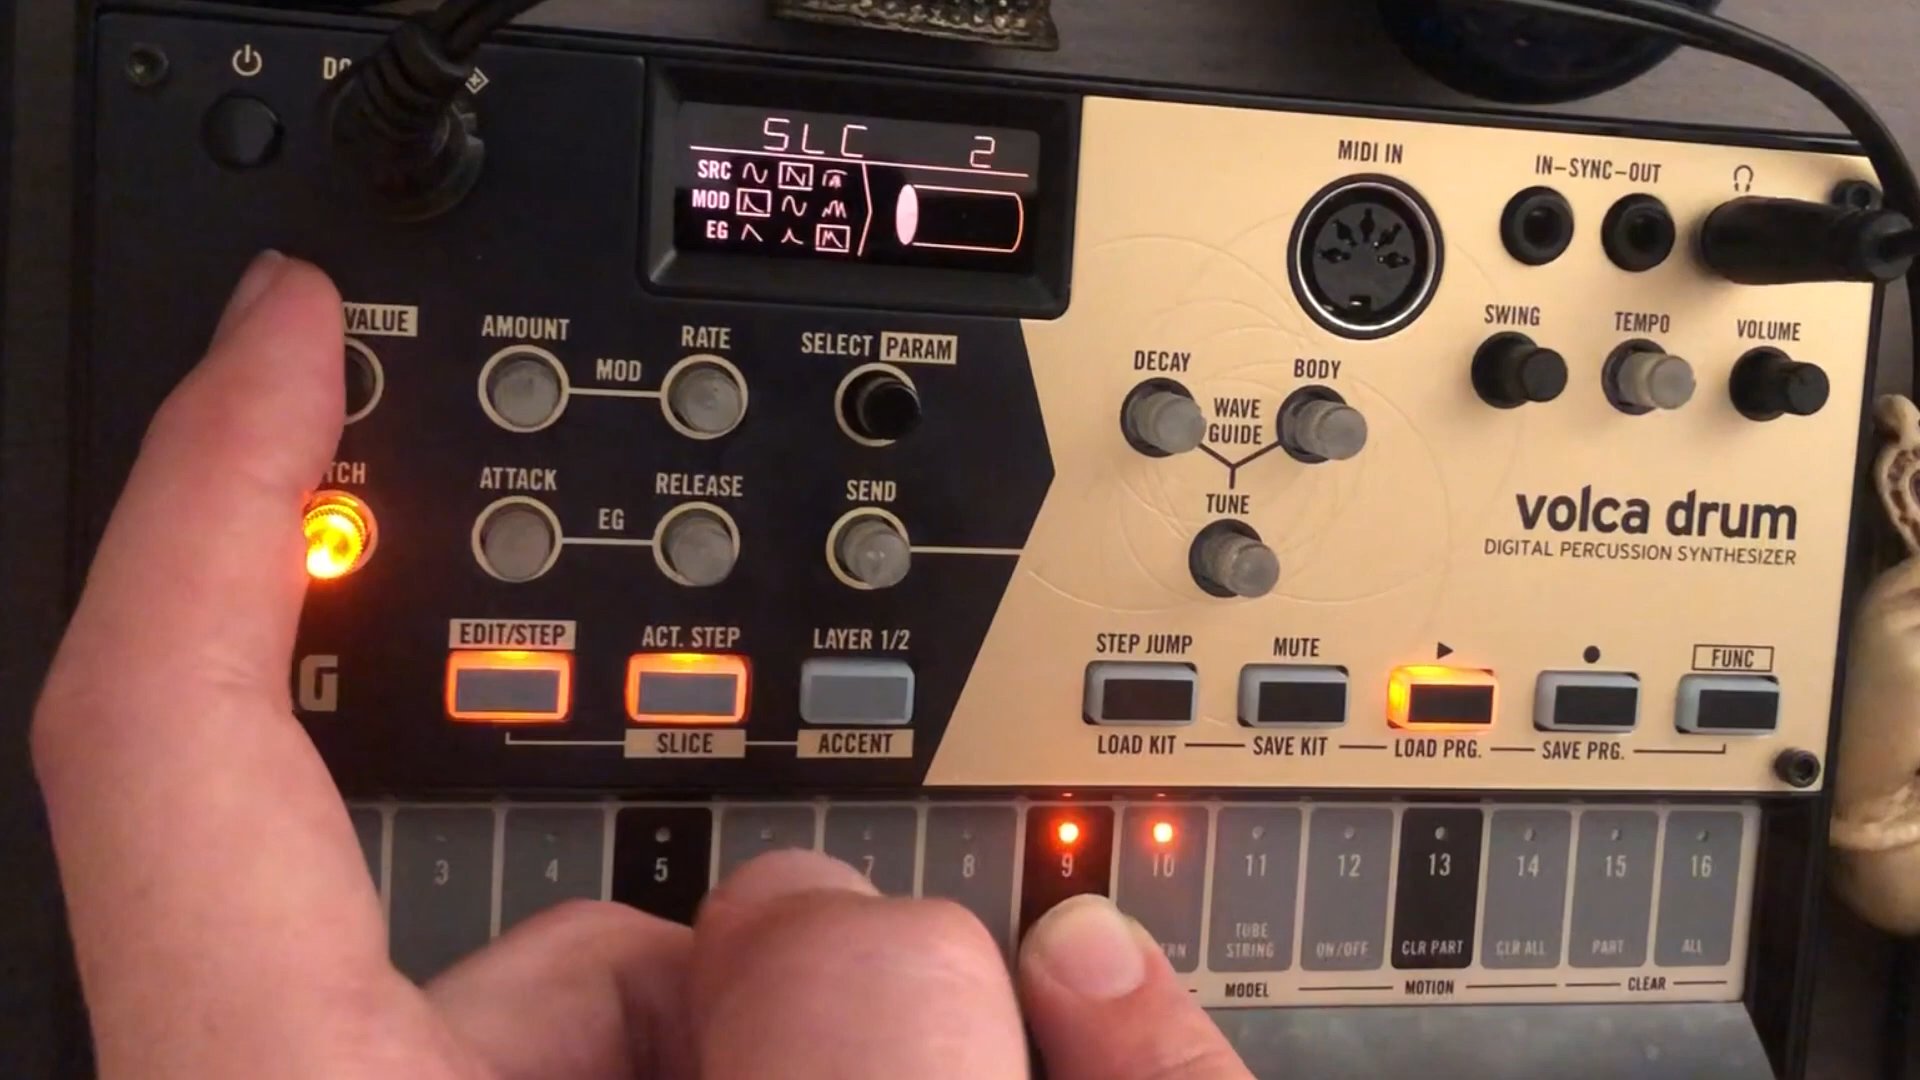 SLC 2
SRC
MOD
EG
MIDI IN
IN-SYNC-OUT
VALUE
AMOUNT
RATE
SELECT PARAM
MOD
SWING
TEMPO
VOLUME
DECAY
BODY
WAVE
GUIDE
TUNE
ATTACK
RELEASE
SEND
EG
volca drum
DIGITAL PERCUSSION SYNTHESIZER
EDIT/STEP
ACT. STEP
LAYER 1/2
STEP JUMP
MUTE
FUNC
SLICE
ACCENT
LOAD KIT
SAVE KIT
LOAD PRG.
SAVE PRG.
3 4 5 7 8 9 10 11 12 13 14 15 16
TUBE
STRING
ON/OFF
CLR PART
CLR ALL
PART
ALL
MODEL
MOTION
CLEAR